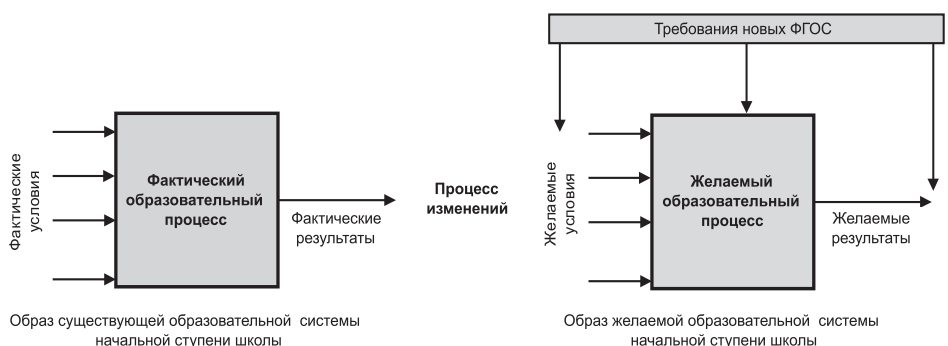 Требования новых ФГОС
Фактические
условия
Фактический
образовательный
процесс
Фактические
результаты
Процесс
изменений
Желаемые
условия
Желаемый
образовательный
процесс
Желаемые
результаты
Образ существующей образовательной системы
начальной ступени школы
Образ желаемой образовательной системы
начальной ступени школы